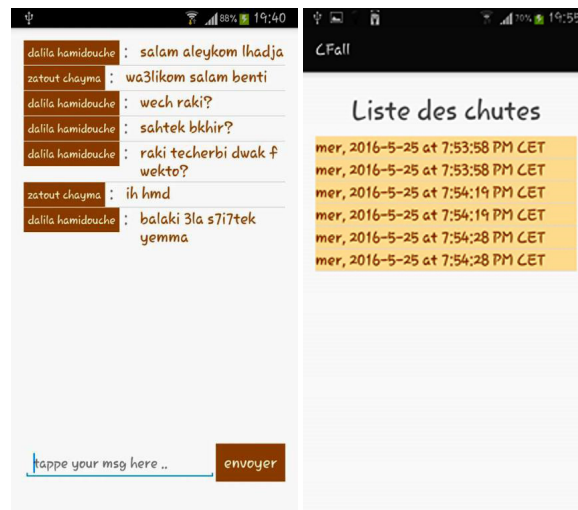 88% 19:40
dalila hamidouche : salam aleykom lhadja
zatout chayma : wa3likom salam benti
dalila hamidouche : wech raki?
dalila hamidouche : sahtek bkhir?
dalila hamidouche : raki techerbi dwak f
wekto?
zatout chayma : ih hmd
dalila hamidouche : balaki 3la s7i7tek
yemma
tappe your msg here ..
envoyer
70% 19:55
CFall
Liste des chutes
mer, 2016-5-25 at 7:53:58 PM CET
mer, 2016-5-25 at 7:53:58 PM CET
mer, 2016-5-25 at 7:54:19 PM CET
mer, 2016-5-25 at 7:54:19 PM CET
mer, 2016-5-25 at 7:54:28 PM CET
mer, 2016-5-25 at 7:54:28 PM CET